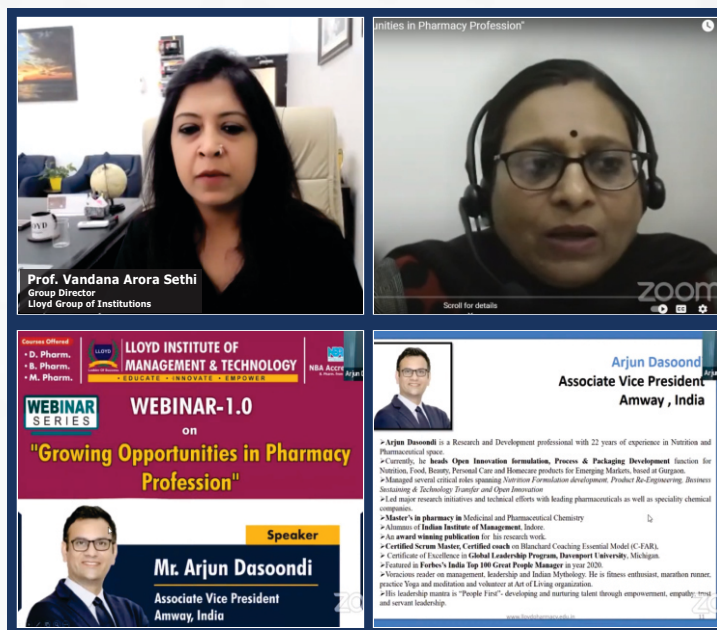 Prof. Vandana Arora Sethi
Group Director
Lloyd Group of Institutions
unities in Pharmacy Profession"
zoom
Scroll for details
Courses Offered
• D. Pharm.
• B. Pharm.
• M. Pharm.
LLOYD
LLOYD INSTITUTE OF
MANAGEMENT & TECHNOLOGY
• EDUCATE • INNOVATE • EMPOWER
NBA Accre
Arjun D
WEBINAR
SERIES
WEBINAR-1.0
on
"Growing Opportunities in Pharmacy
Profession"
Speaker
Mr. Arjun Dasoondi
Associate Vice President
Amway, India
zo
Arjun Dasoond
Associate Vice President
Amway , India
➢Arjun Dasoondi is a Research and Development professional with 22 years of experience in Nutrition and
Pharmaceutical space.
➢Currently, he heads Open Innovation formulation, Process & Packaging Development function for
Nutrition, Food, Beauty, Personal Care and Homecare products for Emerging Markets, based at Gurgaon.
➢Managed several critical roles spanning Nutrition Formulation development, Product Re-Engineering, Business
Sustaining & Technology Transfer and Open Innovation
➢Led major research initiatives and technical efforts with leading pharmaceuticals as well as speciality chemical
companies.
➢Master's in pharmacy in Medicinal and Pharmaceutical Chemistry
➢Alumnus of Indian Institute of Management, Indore.
➢An award winning publication for his research work.
➢Certified Scrum Master, Certified coach on Blanchard Coaching Essential Model (C-FAR),
➢Certificate of Excellence in Global Leadership Program, Davenport University, Michigan.
➢Featured in Forbes's India Top 100 Great People Manager in year 2020.
➢Voracious reader on management, leadership and Indian Mythology. He is fitness enthusiast, marathon runner,
practice Yoga and meditation and volunteer at Art of Living organization.
➢His leadership mantra is "People First"- developing and nurturing talent through empowerment, empathy, trust
and servant leadership.
www.lloydpharmacy.edu.in